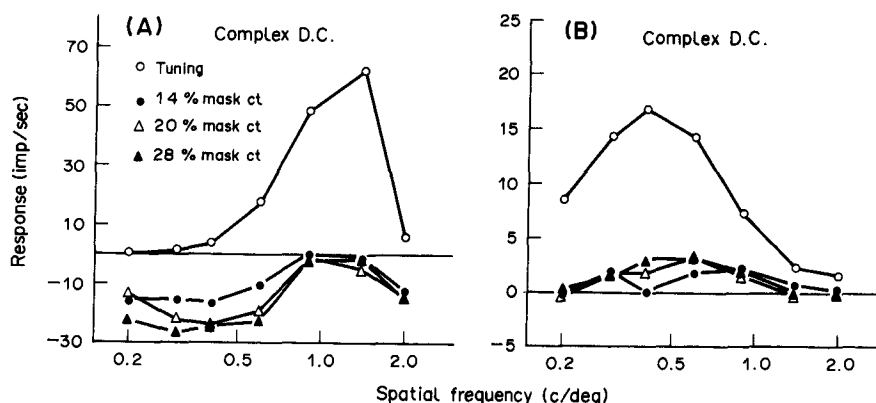 (A)
Complex D.C.
70
50
30
10
−10
−30
Response (imp/sec)
Tuning
14 % mask ct
20 % mask ct
28 % mask ct
0.2
0.5
1.0
2.0
(B)
Complex D.C.
25
20
15
10
5
0
−5
0.2
0.5
1.0
2.0
Spatial frequency (c/deg)